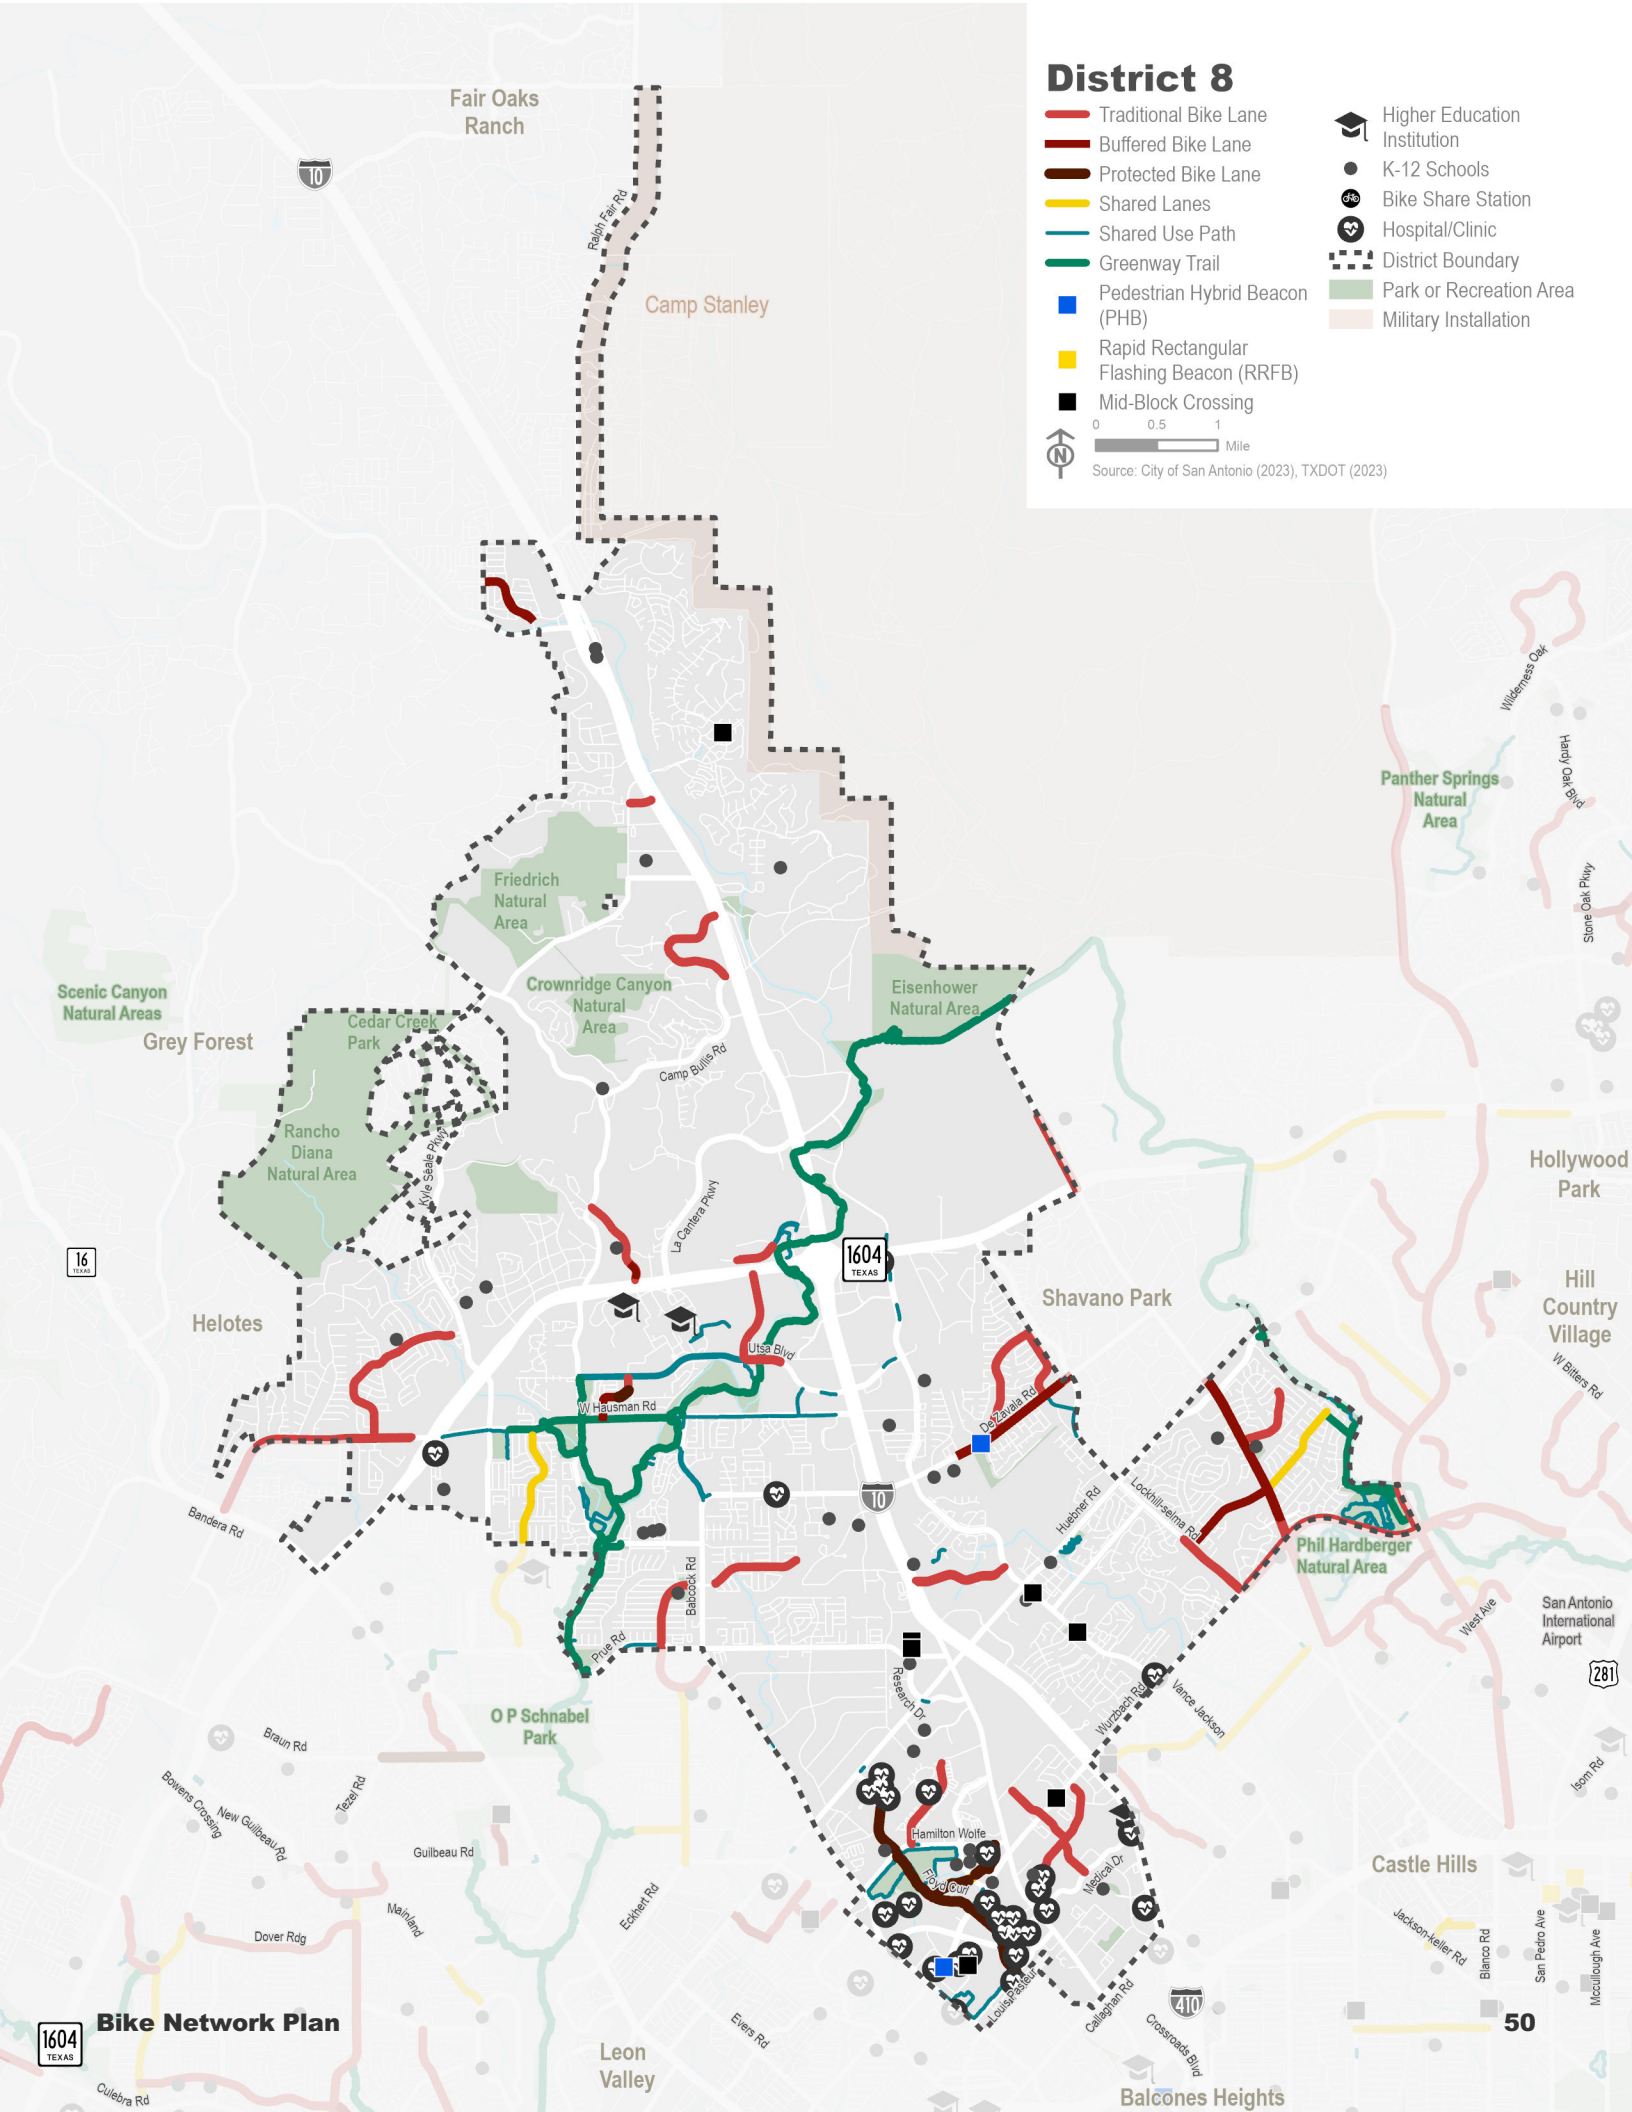 District 8
Traditional Bike Lane
Buffered Bike Lane
Protected Bike Lane
Shared Lanes
Shared Use Path
Greenway Trail
Pedestrian Hybrid Beacon
(PHB)
Rapid Rectangular
Flashing Beacon (RRFB)
Mid-Block Crossing
Higher Education
Institution
K-12 Schools
Bike Share Station
Hospital/Clinic
District Boundary
Park or Recreation Area
Military Installation
0 0.5 1
Mile
N
Source: City of San Antonio (2023), TXDOT (2023)
Fair Oaks
Ranch
10
Ralph Fair Rd
Camp Stanley
Wilderness Oak
Hardy Oak Blvd
Panther Springs
Natural
Area
Stone Oak Pkwy
Friedrich
Natural
Area
Scenic Canyon
Natural Areas
Grey Forest
Crownridge Canyon
Natural
Area
Eisenhower
Natural Area
Cedar Creek
Park
Camp Bullis Rd
Rancho
Diana
Natural Area
Kyle Seale Pkwy
La Cantera Pkwy
Hollywood
Park
16
TEXAS
1604
TEXAS
Shavano Park
Hill
Country
Village
Helotes
Utsa Blvd
W Bitters Rd
W Hausman Rd
De Zavala Rd
10
Bandera Rd
Lockhill-selma Rd
Huebner Rd
Phil Hardberger
Natural Area
Babcock Rd
Prue Rd
West Ave
San Antonio
International
Airport
281
Research Dr
Wurzbach Rd
Vance Jackson
O P Schnabel
Park
Braun Rd
Bowens Crossing
New Guilbeau Rd
Tezel Rd
Isom Rd
Guilbeau Rd
Hamilton Wolfe
Floyd Curl
Medical Dr
Castle Hills
Eckhert Rd
Mainland
Dover Rdg
Jackson-keller Rd
Blanco Rd
San Pedro Ave
Mccullough Ave
Louis Pasteur
Callaghan Rd
410
Crossroads Blvd
Evers Rd
1604
TEXAS
Bike Network Plan
50
Leon
Valley
Culebra Rd
Balcones Heights